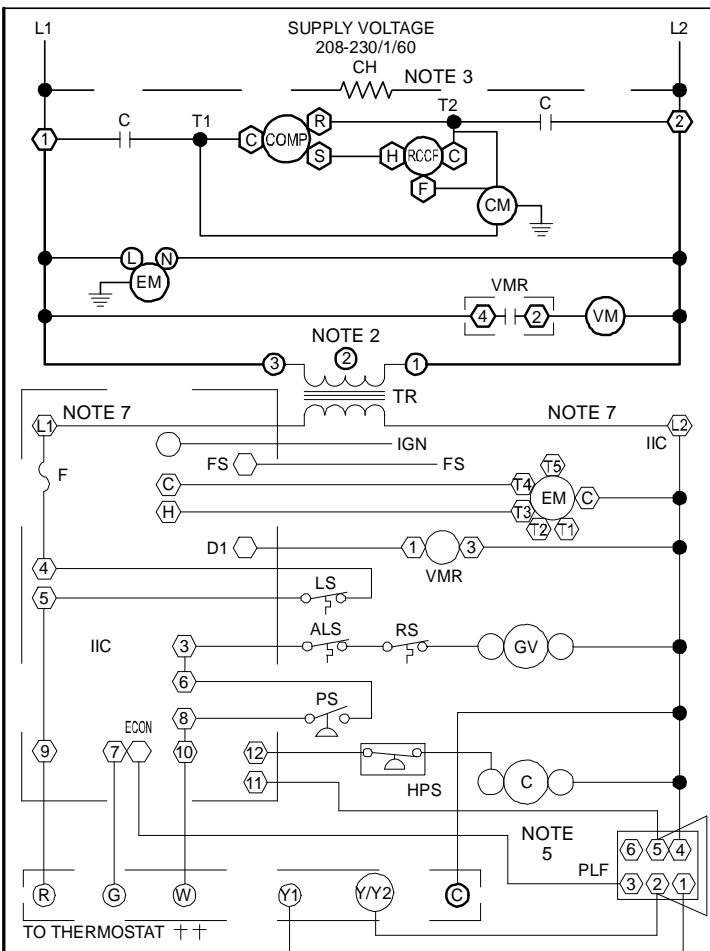 L1 SUPPLY VOLTAGE L2
208-230/1/60
CH NOTE 3
C T1 R T2 C
1 C COMP 2
S H RCCF C
F
CM
L N
EM
VMR
4 2 VM
NOTE 2
3 2 1
TR
NOTE 7 NOTE 7
L1 L2
IGN IIC
F FS FS T5
C T4 EM C
H T3
T2 T1
D1 1 3
VMR
4
5 LS
IIC 3 ALS RS GV
6
8 PS
ECON
9 7 10 12
11 HPS C
NOTE
5
6 5 4
PLF
3 2 1
R G W Y1 Y/Y2 C
TO THERMOSTAT ++